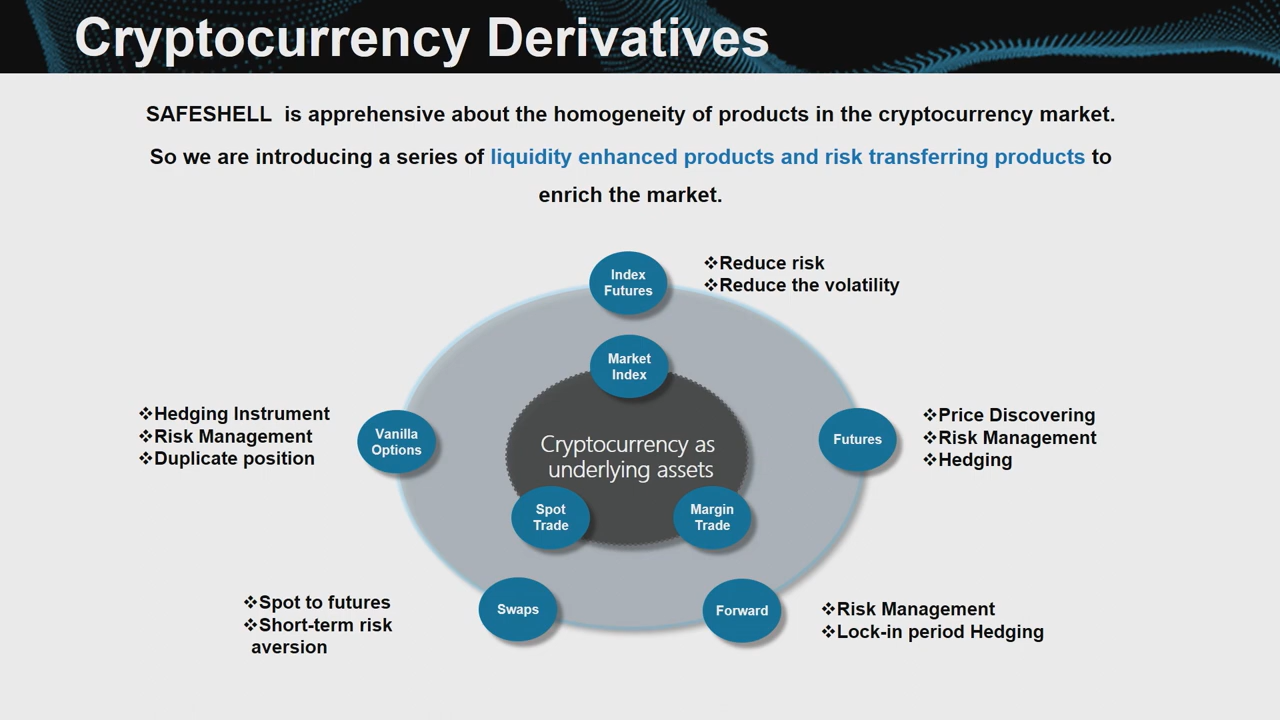 Cryptocurrency Derivatives
SAFESHELL is apprehensive about the homogeneity of products in the cryptocurrency market.
So we are introducing a series of liquidity enhanced products and risk transferring products to
enrich the market.
Index
Futures
❖Reduce risk
❖Reduce the volatility
Market
Index
❖Hedging Instrument
❖Risk Management
❖Duplicate position
Vanilla
Options
Cryptocurrency as
underlying assets
Futures
❖Price Discovering
❖Risk Management
❖Hedging
Spot
Trade
Margin
Trade
❖Spot to futures
❖Short-term risk
aversion
Swaps
Forward
❖Risk Management
❖Lock-in period Hedging